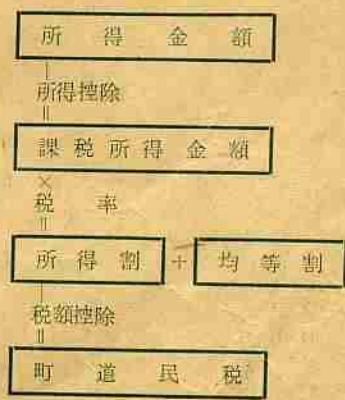 所得金額
−
所得控除
=
課税所得金額
×
税率
=
所得割 + 均等割
−
税額控除
=
町道民税